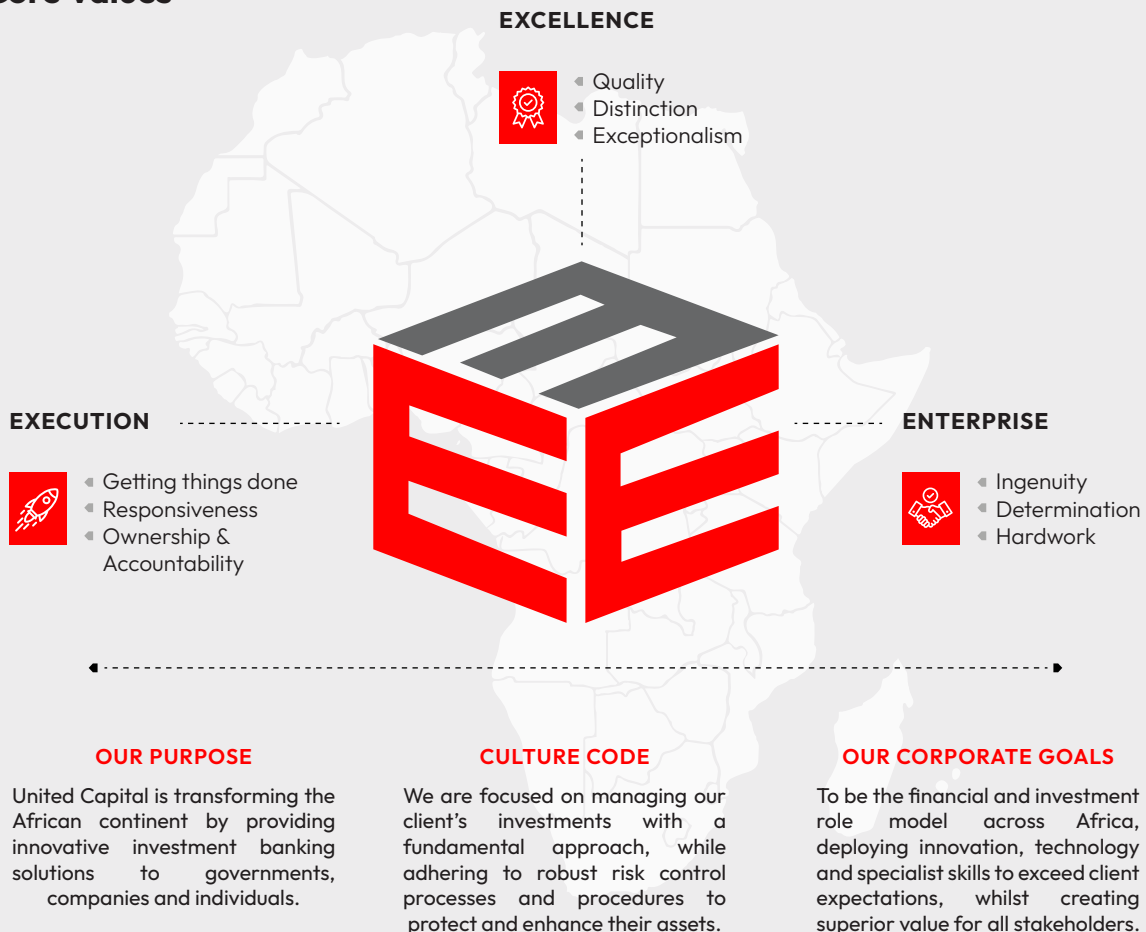 Core Values
EXCELLENCE
Quality
Distinction
Exceptionalism
EXECUTION
Getting things done
Responsiveness
Ownership &
Accountability
ENTERPRISE
Ingenuity
Determination
Hardwork
OUR PURPOSE
United Capital is transforming the
African continent by providing
innovative investment banking
solutions to governments,
companies and individuals.
CULTURE CODE
We are focused on managing our
client's investments with a
fundamental approach, while
adhering to robust risk control
processes and procedures to
protect and enhance their assets.
OUR CORPORATE GOALS
To be the financial and investment
role model across Africa,
deploying innovation, technology
and specialist skills to exceed client
expectations, whilst creating
superior value for all stakeholders.